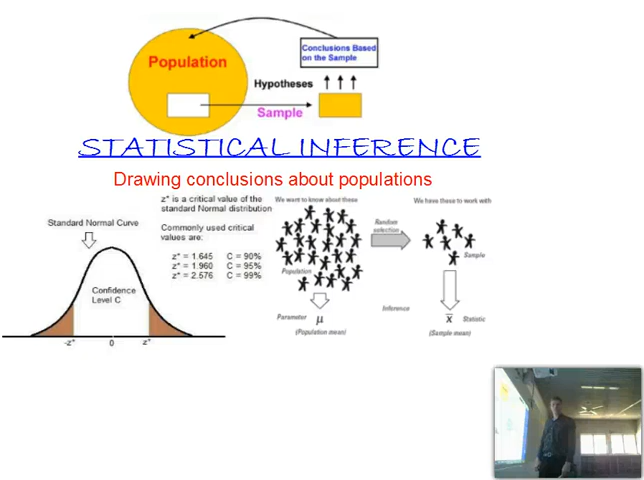 Population
Conclusions Based
on the Sample
Hypotheses
Sample
STATISTICAL INFERENCE
Drawing conclusions about populations
Standard Normal Curve
Confidence
Level C
-z* 0 z*
z* is a critical value of the
standard Normal distribution
Commonly used critical
values are:
z* = 1.645 C = 90%
z* = 1.960 C = 95%
z* = 2.576 C = 99%
We want to know about these
We have these to work with
Random
selection
Population
Sample
Parameter μ
(Population mean)
Inference
x̄ Statistic
(Sample mean)